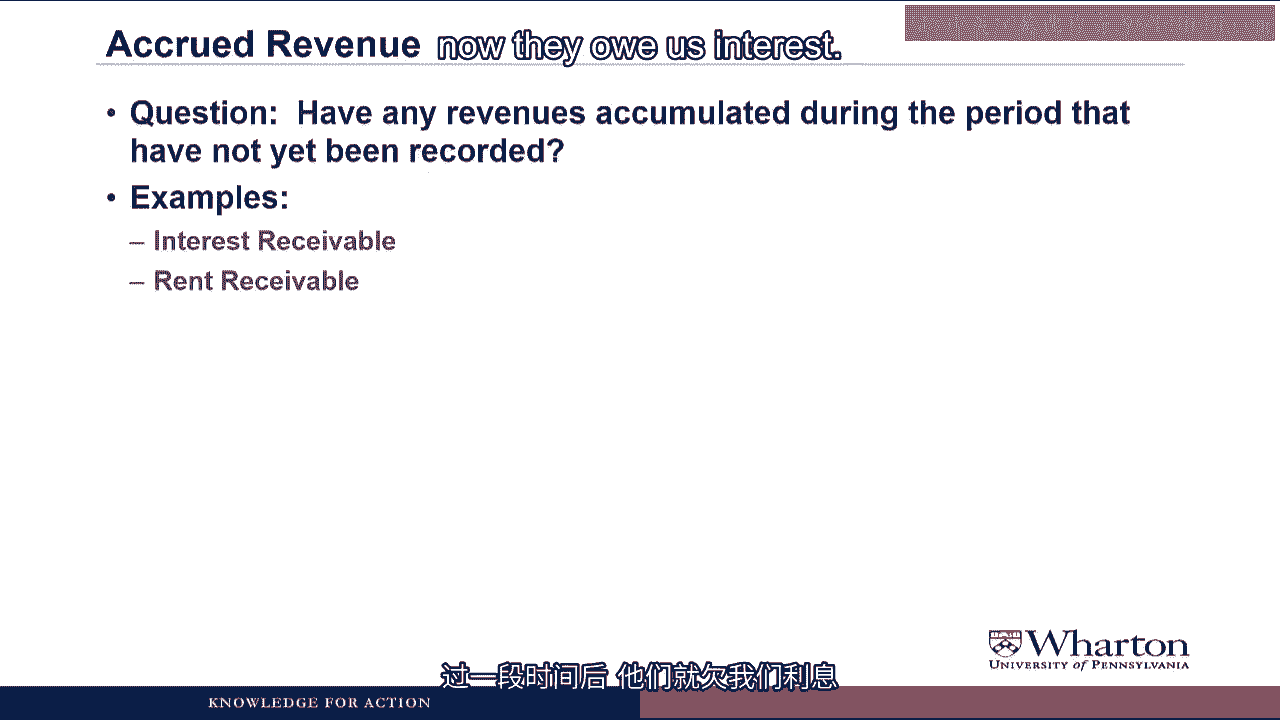 Accrued Revenue now they owe us interest.
• Question: Have any revenues accumulated during the period that
have not yet been recorded?
• Examples:
– Interest Receivable
– Rent Receivable
Wharton
UNIVERSITY of PENNSYLVANIA
过一段时间后 他们就欠我们利息
KNOWLEDGE FOR ACTION